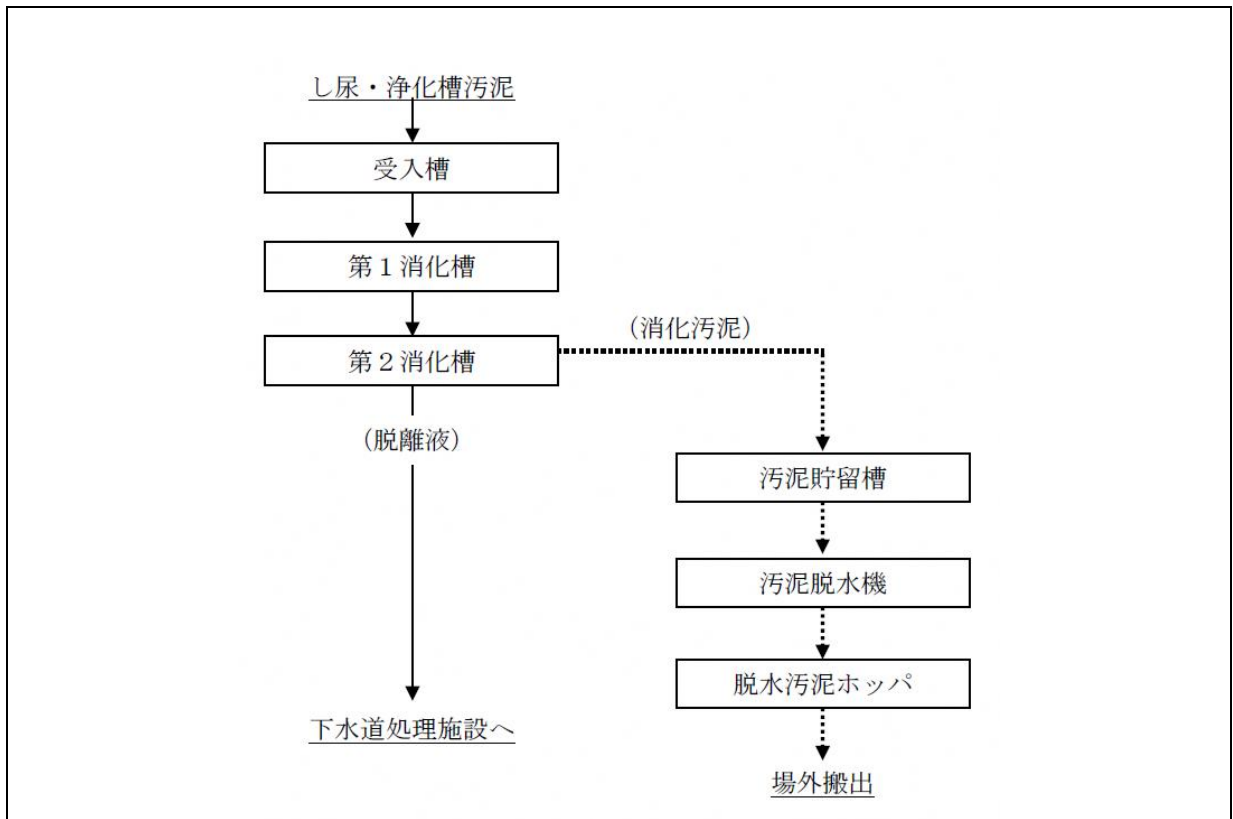 し尿・浄化槽汚泥
受入槽
第１消化槽
第２消化槽
（消化汚泥）
（脱離液）
汚泥貯留槽
汚泥脱水機
脱水汚泥ホッパ
下水道処理施設へ
場外搬出